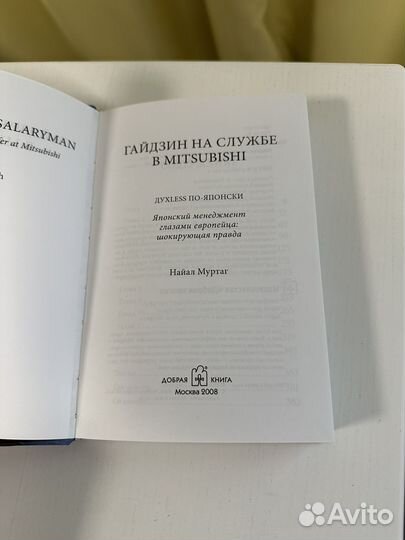 SALARYMAN
er at Mitsubishi
h
ГАЙДЗИН НА СЛУЖБЕ
В MITSUBISHI
ДУХLESS ПО-ЯПОНСКИ
Японский менеджмент
глазами европейца:
шокирующая правда
Найал Муртаг
ДОБРАЯ КНИГА
Москва 2008
Avito